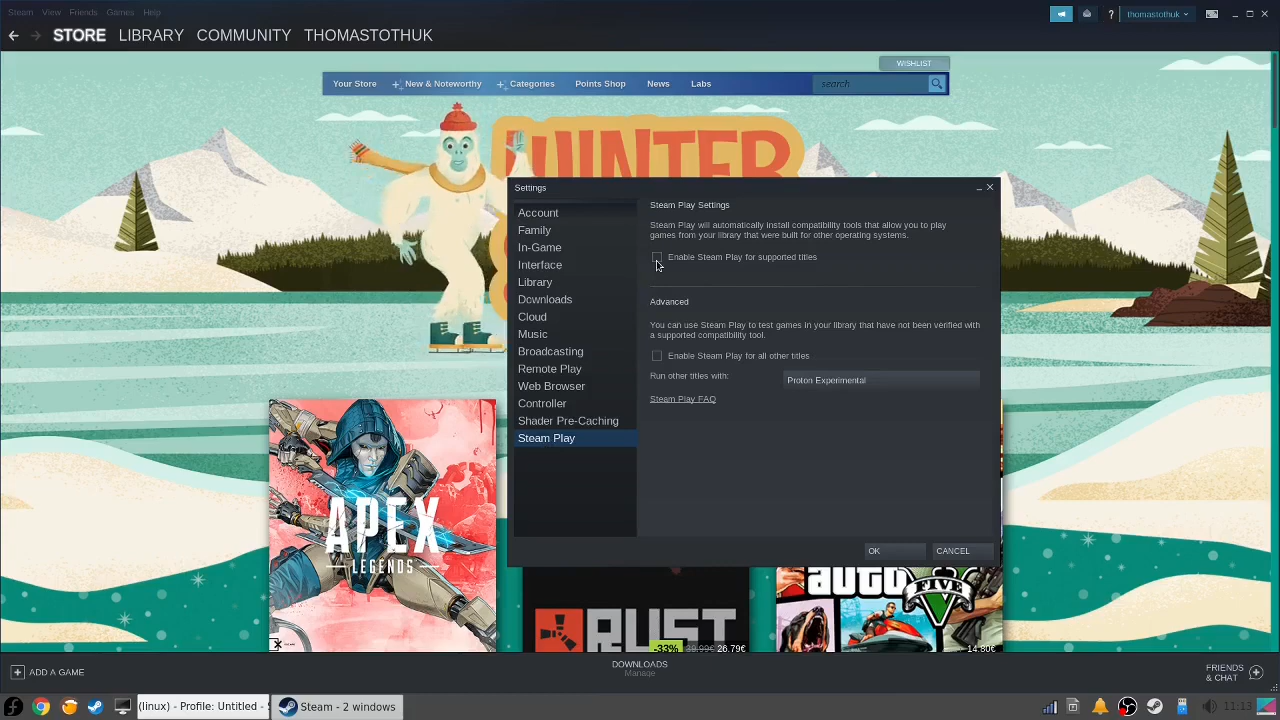 Steam View Friends Games Help
thomastothuk
STORE LIBRARY COMMUNITY THOMASTOTHUK
WISHLIST
Your Store New & Noteworthy Categories Points Shop News Labs search
WINTER
Settings
Account
Family
In-Game
Interface
Library
Downloads
Cloud
Music
Broadcasting
Remote Play
Web Browser
Controller
Shader Pre-Caching
Steam Play
Steam Play Settings
Steam Play will automatically install compatibility tools that allow you to play
games from your library that were built for other operating systems.
Enable Steam Play for supported titles
Advanced
You can use Steam Play to test games in your library that have not been verified with
a supported compatibility tool.
Enable Steam Play for all other titles
Run other titles with: Proton Experimental
Steam Play FAQ
OK CANCEL
APEX
LEGENDS
RUST
-33% 39.99€ 26.79€
auto
FIVE
14.80€
ADD A GAME
DOWNLOADS
Manage
FRIENDS
& CHAT
(linux) - Profile: Untitled -
Steam - 2 windows
11:13